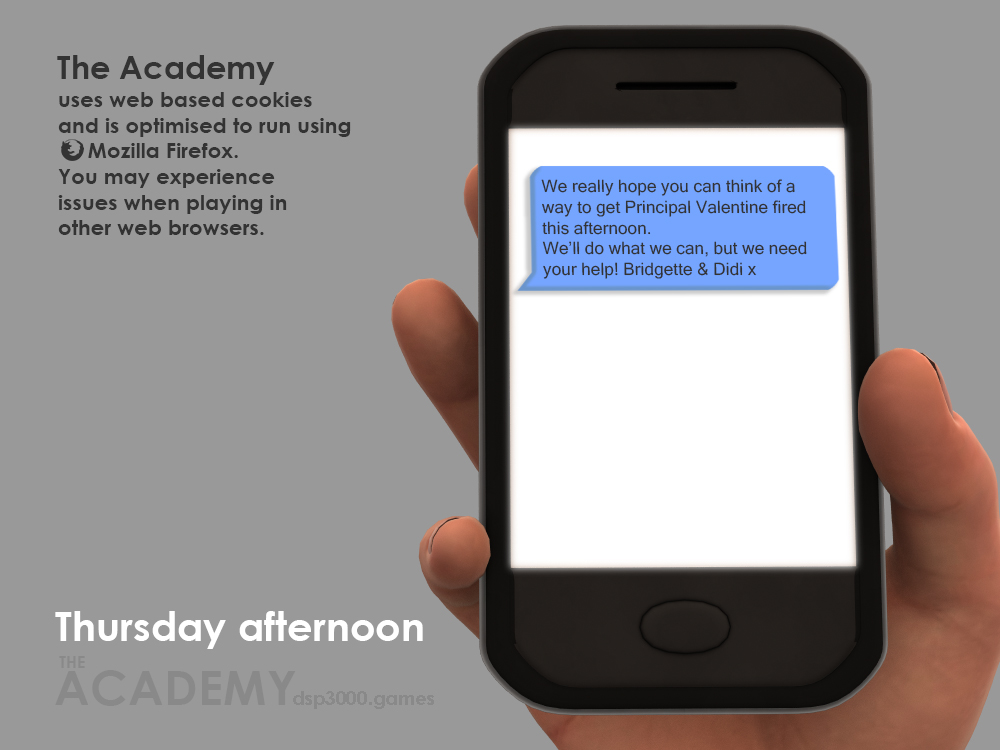 The Academy
uses web based cookies
and is optimised to run using
Mozilla Firefox.
You may experience
issues when playing in
other web browsers.
We really hope you can think of a
way to get Principal Valentine fired
this afternoon.
We'll do what we can, but we need
your help! Bridgette & Didi x
Thursday afternoon
THE
ACADEMY dsp3000.games